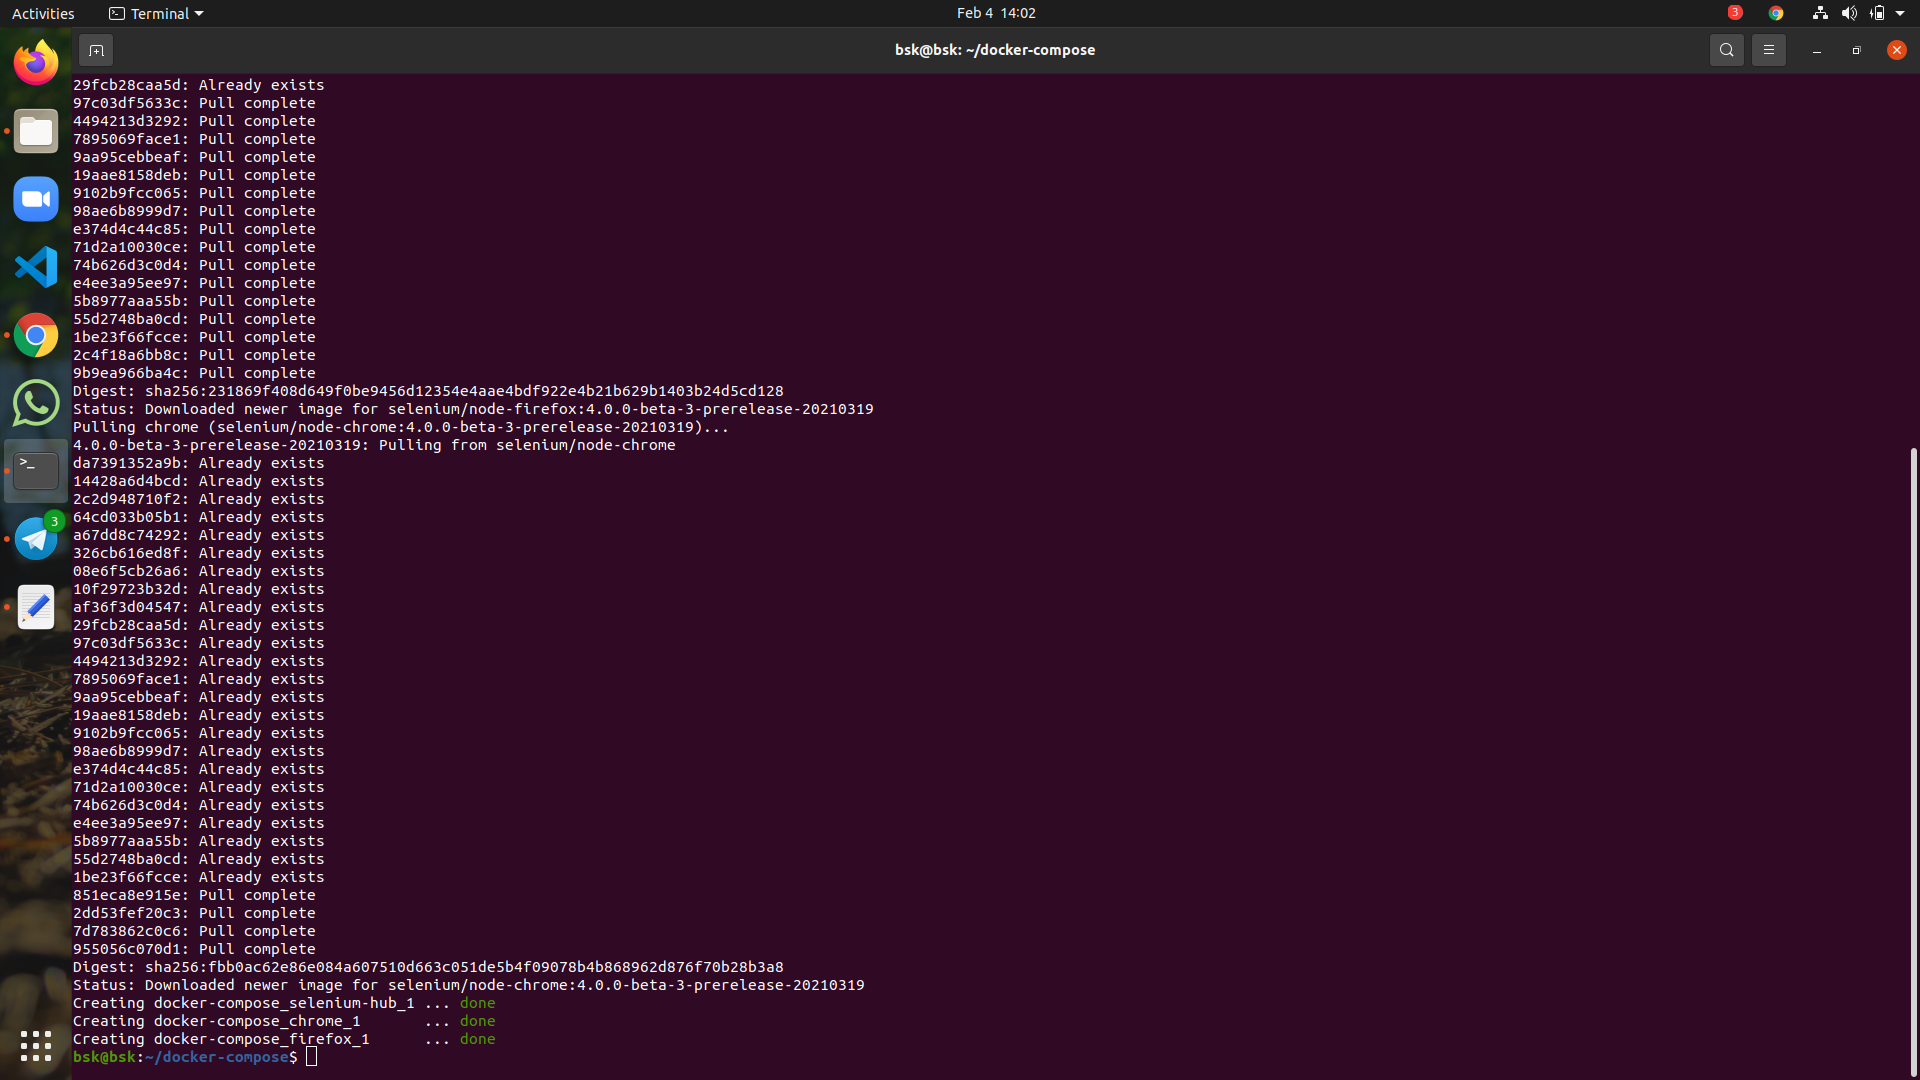 Activities
Terminal
Feb 4 14:02
3
bsk@bsk: ~/docker-compose
29fcb28caa5d: Already exists
97c03df5633c: Pull complete
4494213d3292: Pull complete
7895069face1: Pull complete
9aa95cebbeaf: Pull complete
19aae8158deb: Pull complete
9102b9fcc065: Pull complete
98ae6b8999d7: Pull complete
e374d4c44c85: Pull complete
71d2a10030ce: Pull complete
74b626d3c0d4: Pull complete
e4ee3a95ee97: Pull complete
5b8977aaa55b: Pull complete
55d2748ba0cd: Pull complete
1be23f66fcce: Pull complete
2c4f18a6bb8c: Pull complete
9b9ea966ba4c: Pull complete
Digest: sha256:231869f408d649f0be9456d12354e4aae4bdf922e4b21b629b1403b24d5cd128
Status: Downloaded newer image for selenium/node-firefox:4.0.0-beta-3-prerelease-20210319
Pulling chrome (selenium/node-chrome:4.0.0-beta-3-prerelease-20210319)...
4.0.0-beta-3-prerelease-20210319: Pulling from selenium/node-chrome
da7391352a9b: Already exists
14428a6d4bcd: Already exists
2c2d948710f2: Already exists
64cd033b05b1: Already exists
a67dd8c74292: Already exists
326cb616ed8f: Already exists
08e6f5cb26a6: Already exists
10f29723b32d: Already exists
af36f3d04547: Already exists
29fcb28caa5d: Already exists
97c03df5633c: Already exists
4494213d3292: Already exists
7895069face1: Already exists
9aa95cebbeaf: Already exists
19aae8158deb: Already exists
9102b9fcc065: Already exists
98ae6b8999d7: Already exists
e374d4c44c85: Already exists
71d2a10030ce: Already exists
74b626d3c0d4: Already exists
e4ee3a95ee97: Already exists
5b8977aaa55b: Already exists
55d2748ba0cd: Already exists
1be23f66fcce: Already exists
851eca8e915e: Pull complete
2dd53fef20c3: Pull complete
7d783862c0c6: Pull complete
955056c070d1: Pull complete
Digest: sha256:fbb0ac62e86e084a607510d663c051de5b4f09078b4b868962d876f70b28b3a8
Status: Downloaded newer image for selenium/node-chrome:4.0.0-beta-3-prerelease-20210319
Creating docker-compose_selenium-hub_1 ... done
Creating docker-compose_chrome_1 ... done
Creating docker-compose_firefox_1 ... done
bsk@bsk:~/docker-compose$
3